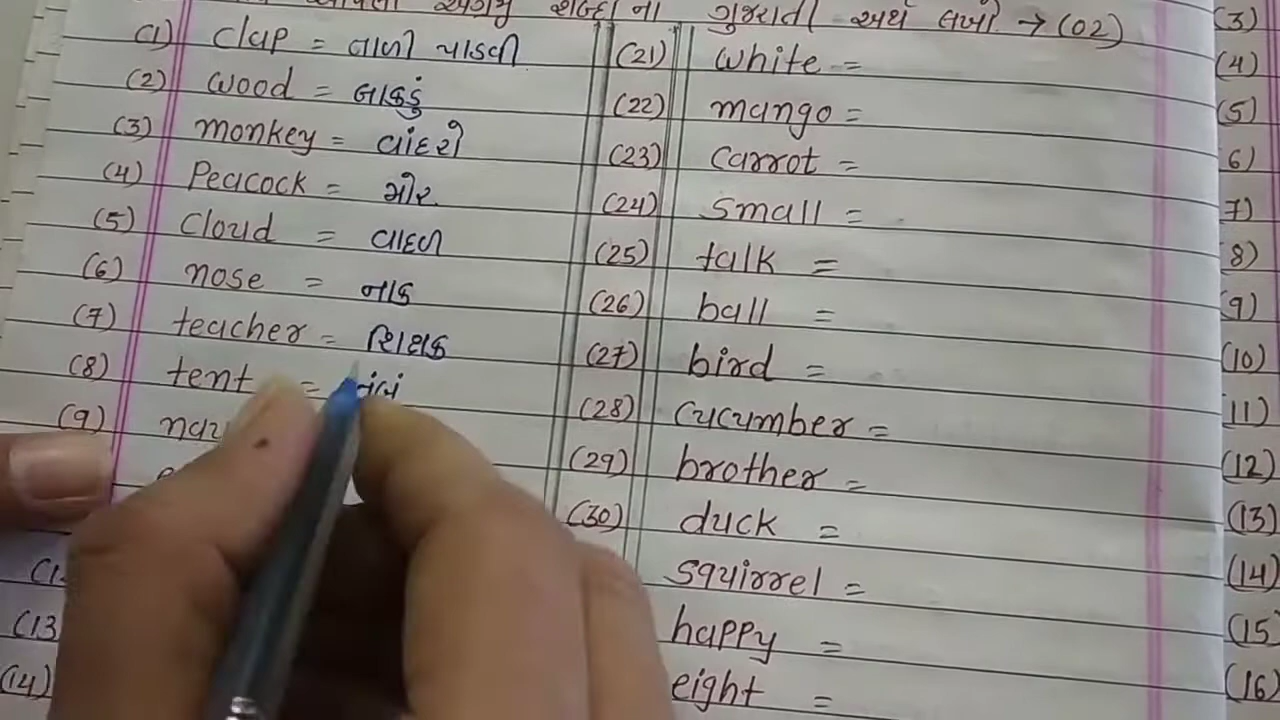 ગુજરાતી અર્થ લખો → (02)
(1) clap = તાળી પાડવી
(2) wood = લાકડું
(3) monkey = વાંદરો
(4) Peacock = મોર
(5) Cloud = વાદળ
(6) nose = નાક
(7) teacher = શિક્ષક
(8) tent =
(9)
(13
(14)
(21) white =
(22) mango =
(23) carrot =
(24) small =
(25) talk =
(26) ball =
(27) bird =
(28) cucumber =
(29) brother =
(30) duck =
squirrel =
happy =
eight =
(3)
(4)
(5)
6)
7)
8)
(9)
(10)
(11)
(12)
(13)
(14)
(15
(16)